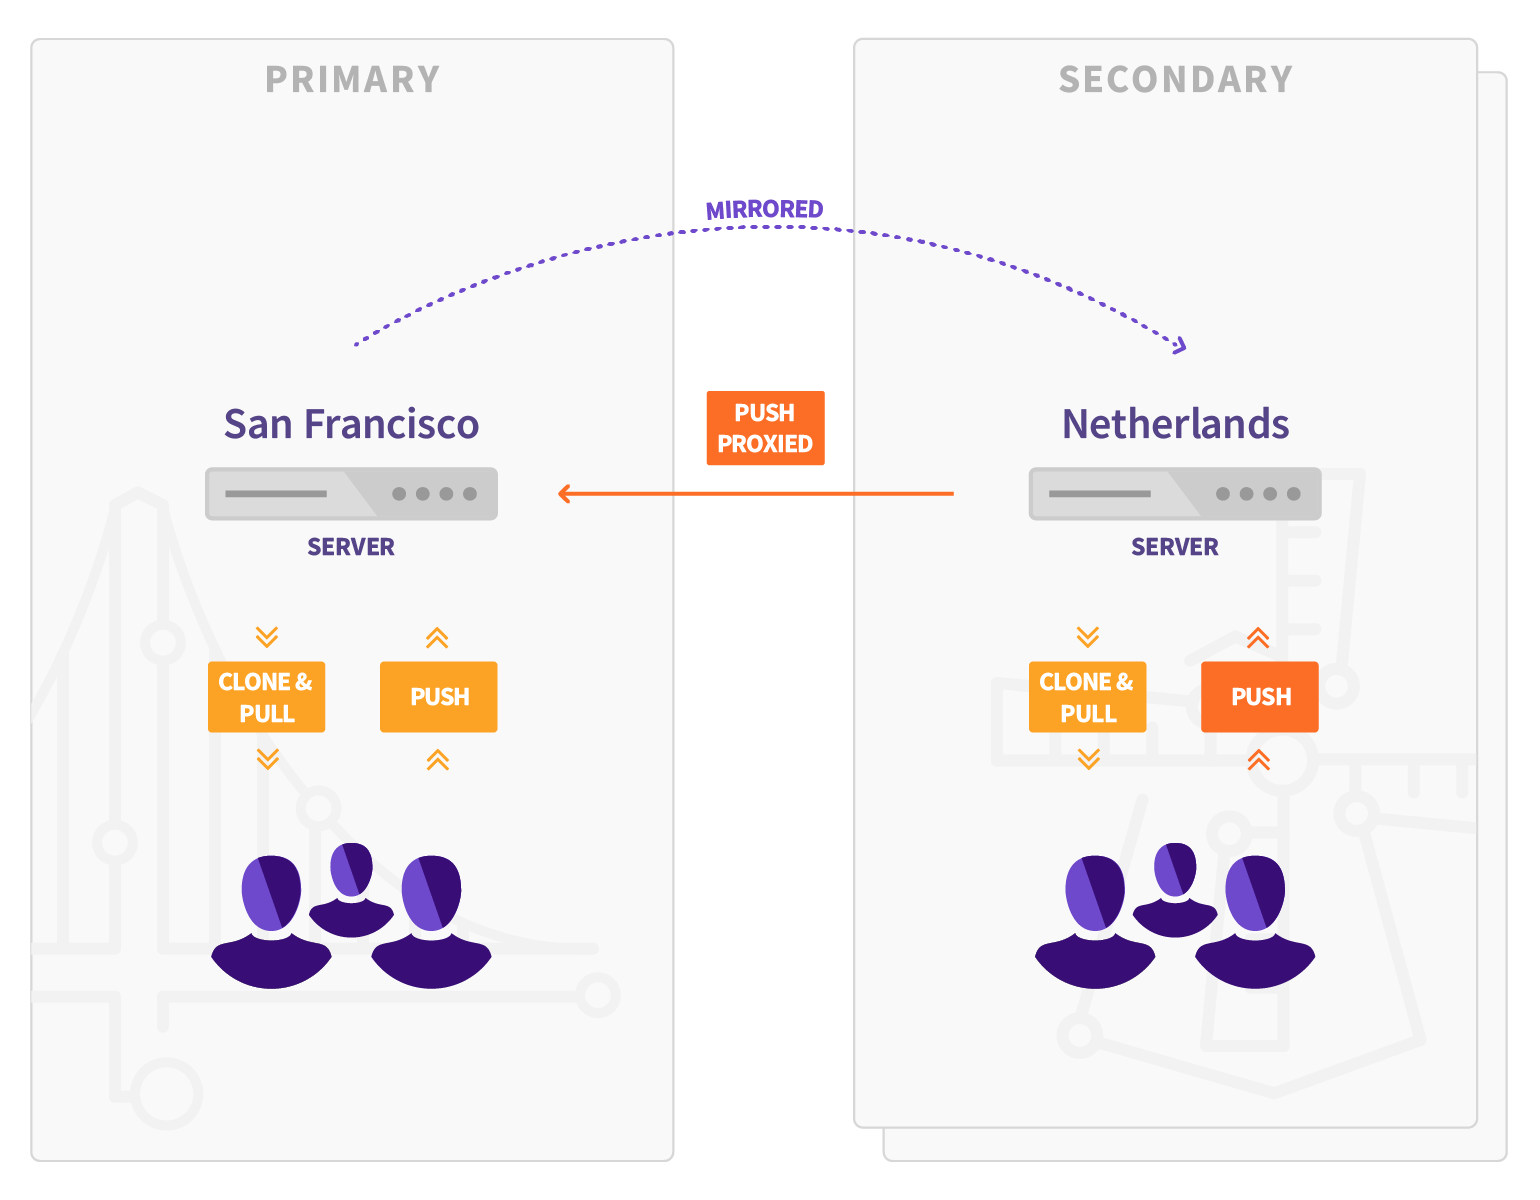 PRIMARY
SECONDARY
MIRRORED
PUSH
PROXIED
San Francisco
Netherlands
SERVER
SERVER
CLONE &
PULL
PUSH
CLONE &
PULL
PUSH